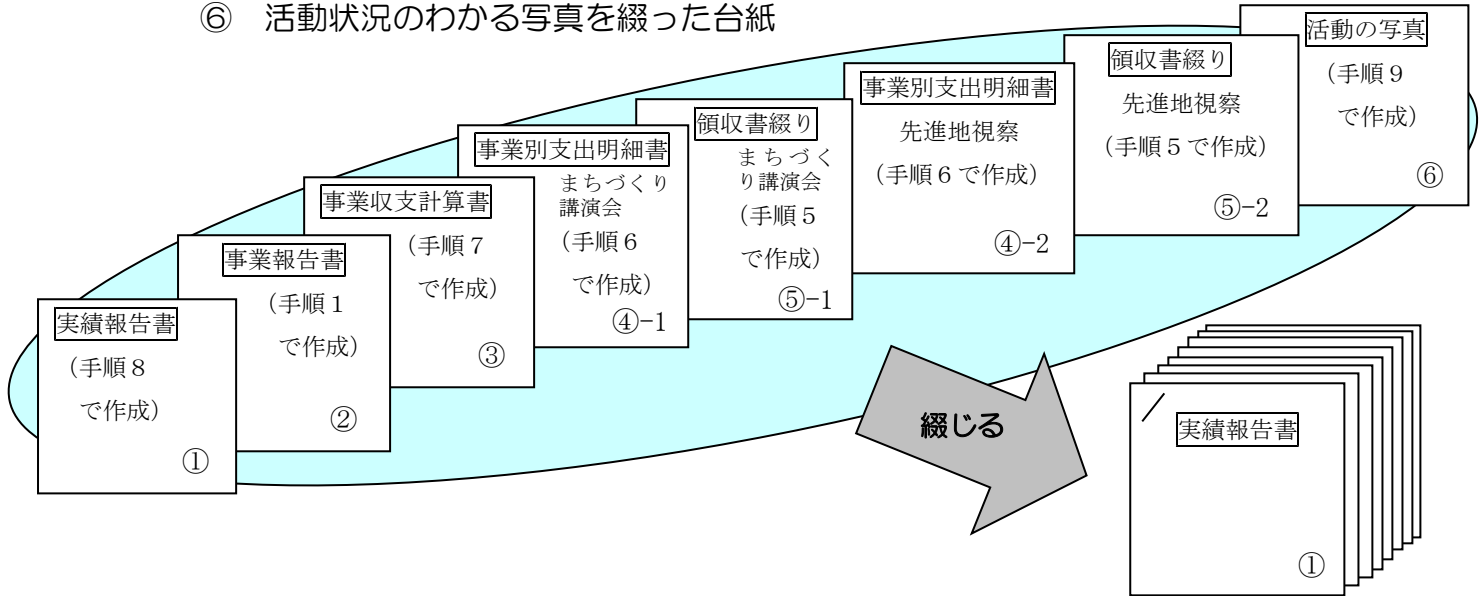 ⑥　活動状況のわかる写真を綴った台紙
実績報告書
（手順８
で作成）
①
事業報告書
（手順１
で作成）
②
事業収支計算書
（手順７
で作成）
③
事業別支出明細書
まちづくり
講演会
（手順６
で作成）
④-1
領収書綴り
まちづく
り講演会
（手順５
で作成）
⑤-1
事業別支出明細書
先進地視察
（手順６で作成）
④-2
領収書綴り
先進地視察
（手順５で作成）
⑤-2
活動の写真
（手順９
で作成）
⑥
綴じる
実績報告書
①